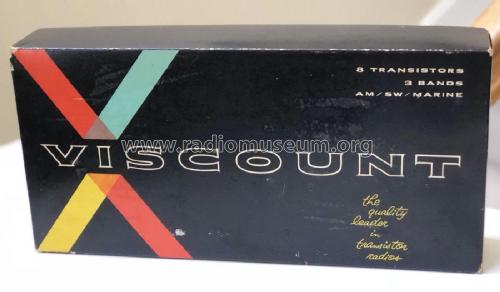 8 TRANSISTORS
3 BANDS
AM/SW/MARINE
www.radiomuseum.org
VISCOUNT
the
quality
leader
in
transistor
radios